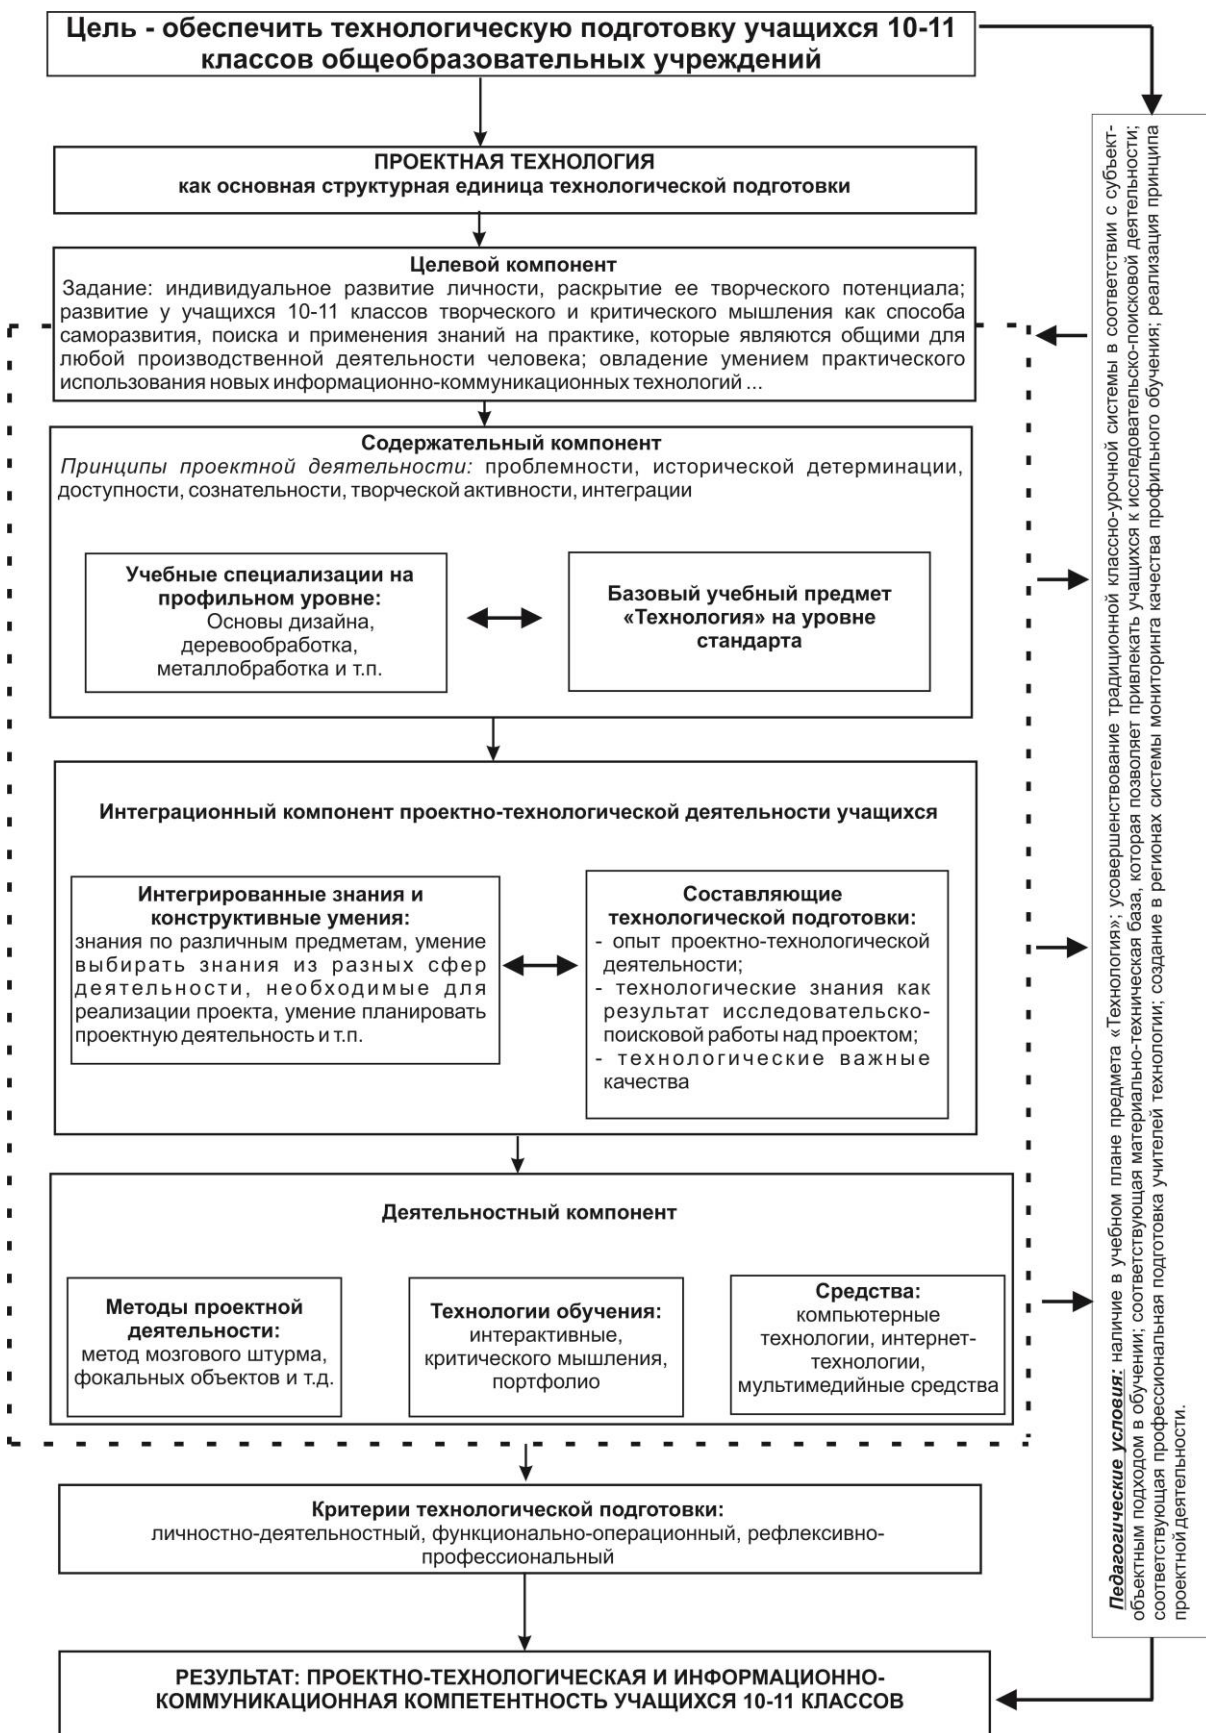 Цель - обеспечить технологическую подготовку учащихся 10-11
классов общеобразовательных учреждений
ПРОЕКТНАЯ ТЕХНОЛОГИЯ
как основная структурная единица технологической подготовки
Целевой компонент
Задание: индивидуальное развитие личности, раскрытие ее творческого потенциала;
развитие у учащихся 10-11 классов творческого и критического мышления как способа
саморазвития, поиска и применения знаний на практике, которые являются общими для
любой производственной деятельности человека; овладение умением практического
использования новых информационно-коммуникационных технологий ...
Содержательный компонент
Принципы проектной деятельности: проблемности, исторической детерминации,
доступности, сознательности, творческой активности, интеграции
Учебные специализации на
профильном уровне:
Основы дизайна,
деревообработка,
металлобработка и т.п.
Базовый учебный предмет
«Технология» на уровне
стандарта
Интеграционный компонент проектно-технологической деятельности учащихся
Интегрированные знания и
конструктивные умения:
знания по различным предметам, умение
выбирать знания из разных сфер
деятельности, необходимые для
реализации проекта, умение планировать
проектную деятельность и т.п.
Составляющие
технологической подготовки:
- опыт проектно-технологической
деятельности;
- технологические знания как
результат исследовательско-
поисковой работы над проектом;
- технологические важные
качества
Деятельностный компонент
Методы проектной
деятельности:
метод мозгового штурма,
фокальных объектов и т.д.
Технологии обучения:
интерактивные,
критического мышления,
портфолио
Средства:
компьютерные
технологии, интернет-
технологии,
мультимедийные средства
Критерии технологической подготовки:
личностно-деятельностный, функционально-операционный, рефлексивно-
профессиональный
РЕЗУЛЬТАТ: ПРОЕКТНО-ТЕХНОЛОГИЧЕСКАЯ И ИНФОРМАЦИОННО-
КОММУНИКАЦИОННАЯ КОМПЕТЕНТНОСТЬ УЧАЩИХСЯ 10-11 КЛАССОВ
Педагогические условия: наличие в учебном плане предмета «Технология»; усовершенствование традиционной классно-урочной системы в соответствии с субъект-
объектным подходом в обучении; соответствующая материально-техническая база, которая позволяет привлекать учащихся к исследовательско-поисковой деятельности;
соответствующая профессиональная подготовка учителей технологии; создание в регионах системы мониторинга качества профильного обучения; реализация принципа
проектной деятельности.